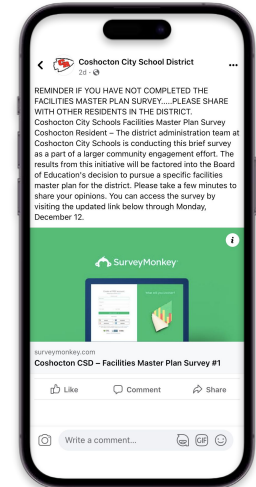 Coshocton City School District
2d
REMINDER IF YOU HAVE NOT COMPLETED THE
FACILITIES MASTER PLAN SURVEY.....PLEASE SHARE
WITH OTHER RESIDENTS IN THE DISTRICT.
Coshocton City Schools Facilities Master Plan Survey
Coshocton Resident – The district administration team at
Coshocton City Schools is conducting this brief survey
as a part of a larger community engagement effort. The
results from this initiative will be factored into the Board
of Education's decision to pursue a specific facilities
master plan for the district. Please take a few minutes to
share your opinions. You can access the survey by
visiting the updated link below through Monday,
December 12.
i
SurveyMonkey
surveymonkey.com
Coshocton CSD – Facilities Master Plan Survey #1
Like Comment Share
Write a comment... GIF